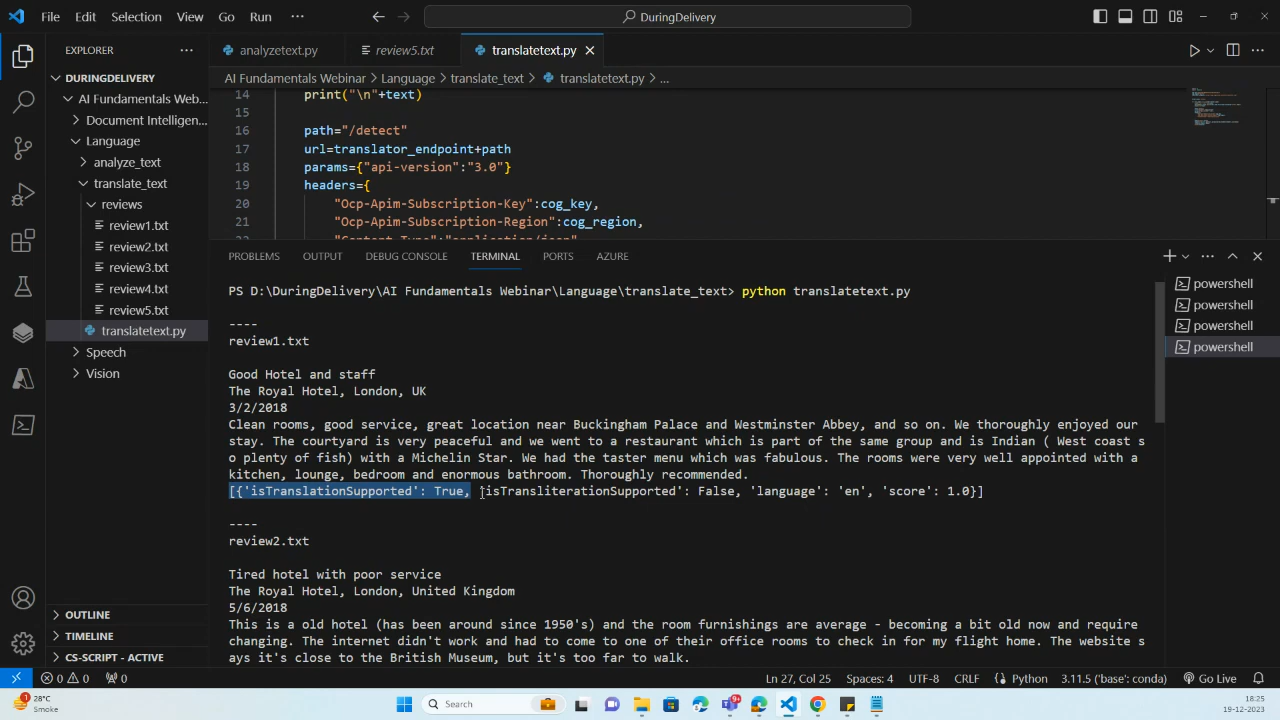 File Edit Selection View Go Run ··· DuringDelivery
EXPLORER ···
DURINGDELIVERY
AI Fundamentals Web...
Document Intelligen...
Language
analyze_text
translate_text
reviews
review1.txt
review2.txt
review3.txt
review4.txt
review5.txt
translatetext.py
Speech
Vision
OUTLINE
TIMELINE
CS-SCRIPT - ACTIVE
analyzetext.py review5.txt translatetext.py
AI Fundamentals Webinar > Language > translate_text > translatetext.py > ...
14 print("\n"+text)
15
16 path="/detect"
17 url=translator_endpoint+path
18 params={"api-version":"3.0"}
19 headers={
20 "Ocp-Apim-Subscription-Key":cog_key,
21 "Ocp-Apim-Subscription-Region":cog_region,
"Content-Type":"application/json"
PROBLEMS OUTPUT DEBUG CONSOLE TERMINAL PORTS AZURE
PS D:\DuringDelivery\AI Fundamentals Webinar\Language\translate_text> python translatetext.py
----
review1.txt
Good Hotel and staff
The Royal Hotel, London, UK
3/2/2018
Clean rooms, good service, great location near Buckingham Palace and Westminster Abbey, and so on. We thoroughly enjoyed our
stay. The courtyard is very peaceful and we went to a restaurant which is part of the same group and is Indian ( West coast s
o plenty of fish) with a Michelin Star. We had the taster menu which was fabulous. The rooms were very well appointed with a
kitchen, lounge, bedroom and enormous bathroom. Thoroughly recommended.
[{'isTranslationSupported': True, 'isTransliterationSupported': False, 'language': 'en', 'score': 1.0}]
----
review2.txt
Tired hotel with poor service
The Royal Hotel, London, United Kingdom
5/6/2018
This is a old hotel (has been around since 1950's) and the room furnishings are average - becoming a bit old now and require
changing. The internet didn't work and had to come to one of their office rooms to check in for my flight home. The website s
ays it's close to the British Museum, but it's too far to walk.
powershell
powershell
powershell
powershell
0 0 0 Ln 27, Col 25 Spaces: 4 UTF-8 CRLF Python 3.11.5 ('base': conda) Go Live
28°C
Smoke
Search
9+
18:25
19-12-2023